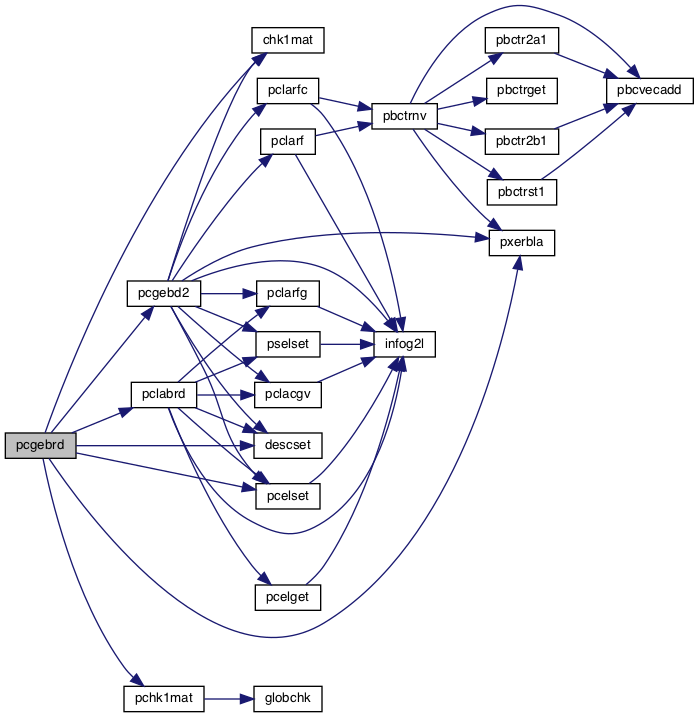 chk1mat
pbctr2a1
pclarfc
pbctrget
pbcvecadd
pbctrnv
pclarf
pbctr2b1
pbctrst1
pxerbla
pcgebd2
pclarfg
pselset
infog2l
pclabrd
pclacgv
pcgebrd
descset
pcelset
pcelget
pchk1mat
globchk